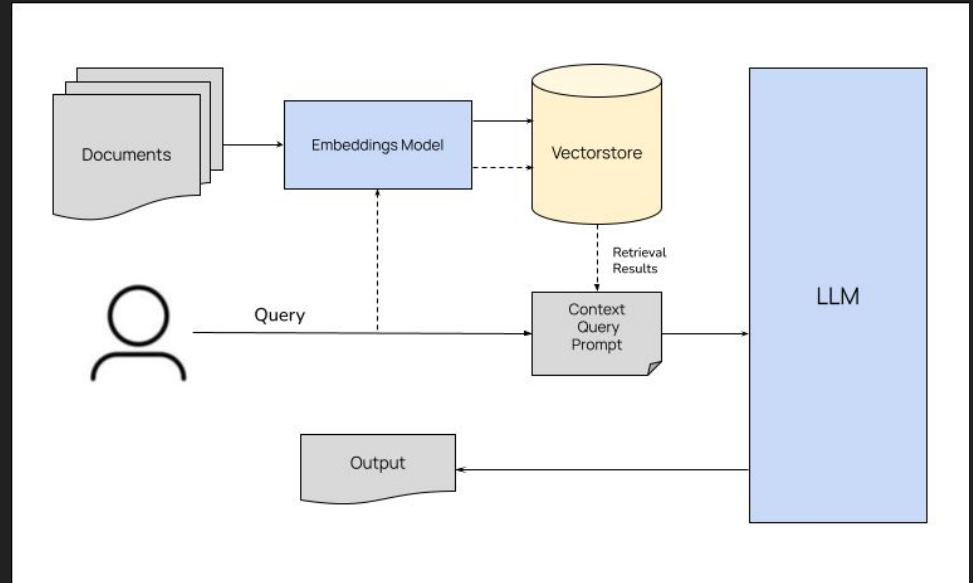 Documents
Embeddings Model
Vectorstore
Retrieval
Results
Query
Context
Query
Prompt
LLM
Output